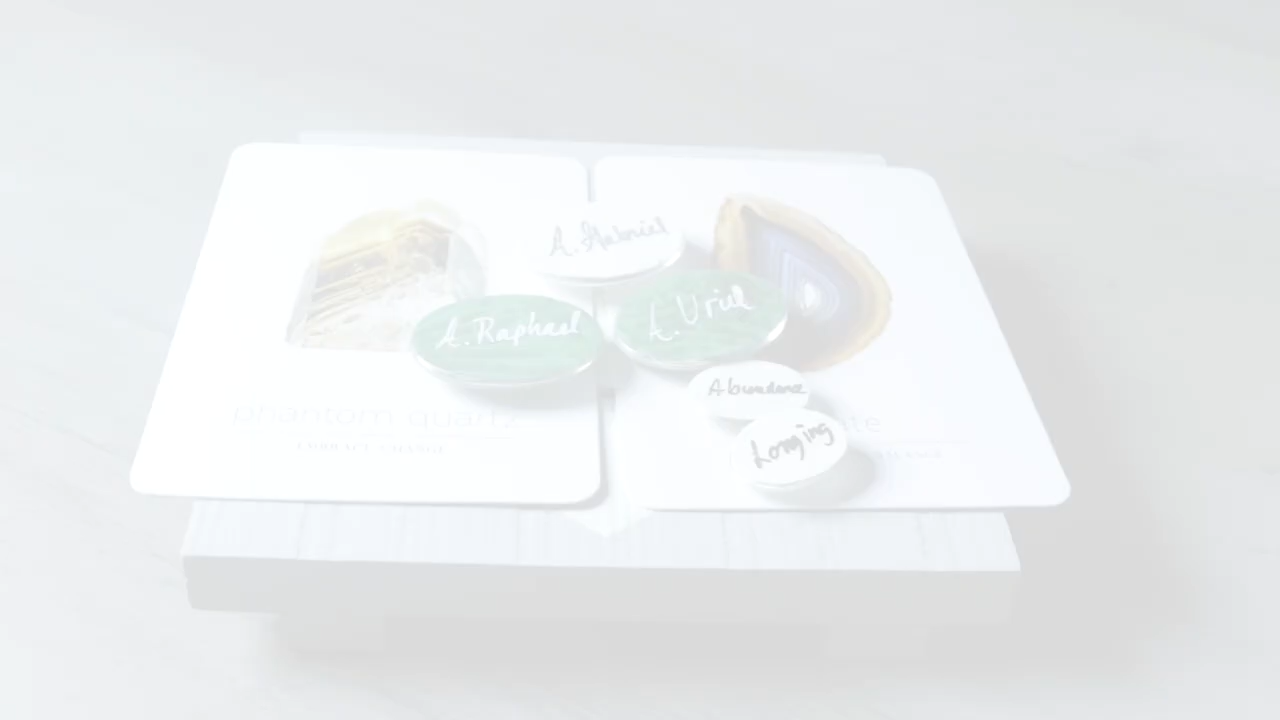 A. Gabriel
A. Raphael
A. Uriel
Abundance
Longing
phantom quartz